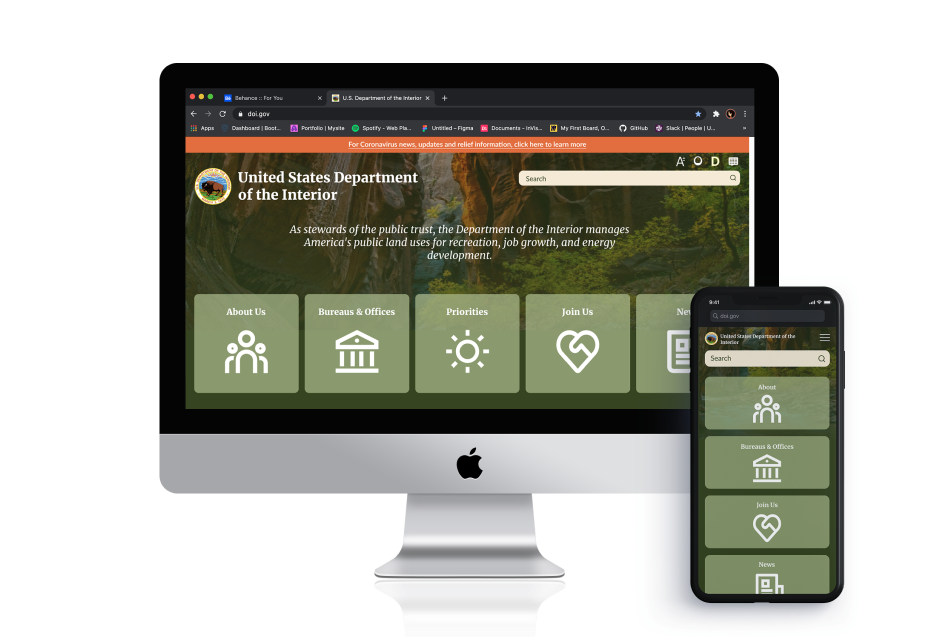 Behance :: For You
U.S. Department of the Interior
doi.gov
Apps
Dashboard | Boot...
Portfolio | Mysite
Spotify - Web Pla...
Untitled – Figma
Documents - InVis...
My First Board, O...
GitHub
Slack | People | U...
For Coronavirus news, updates and relief information, click here to learn more
United States Department
of the Interior
Search
As stewards of the public trust, the Department of the Interior manages
America's public land uses for recreation, job growth, and energy
development.
About Us
Bureaus & Offices
Priorities
Join Us
9:41
doi.gov
United States Department of the
Interior
Search
About
Bureaus & Offices
Join Us
News